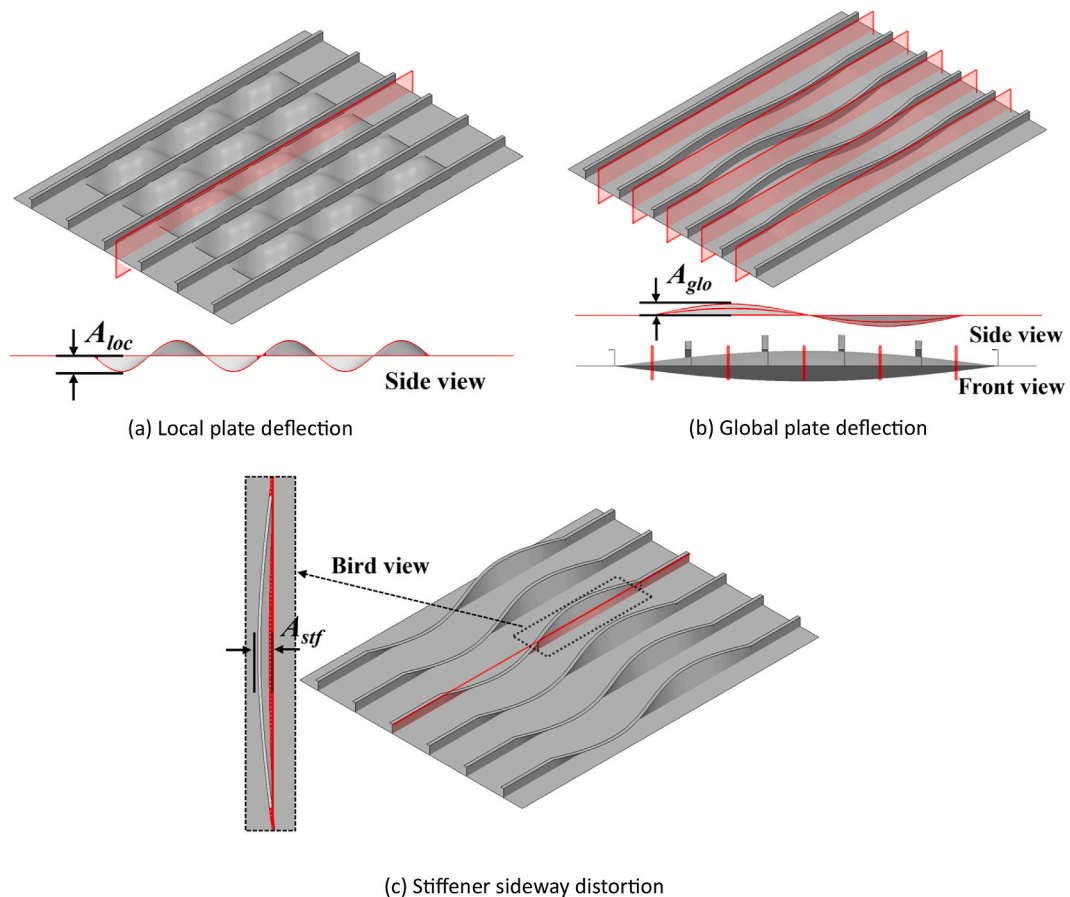 A_loc
Side view
(a) Local plate deflection
A_glo
Side view
Front view
(b) Global plate deflection
Bird view
A_stf
(c) Stiffener sideway distortion